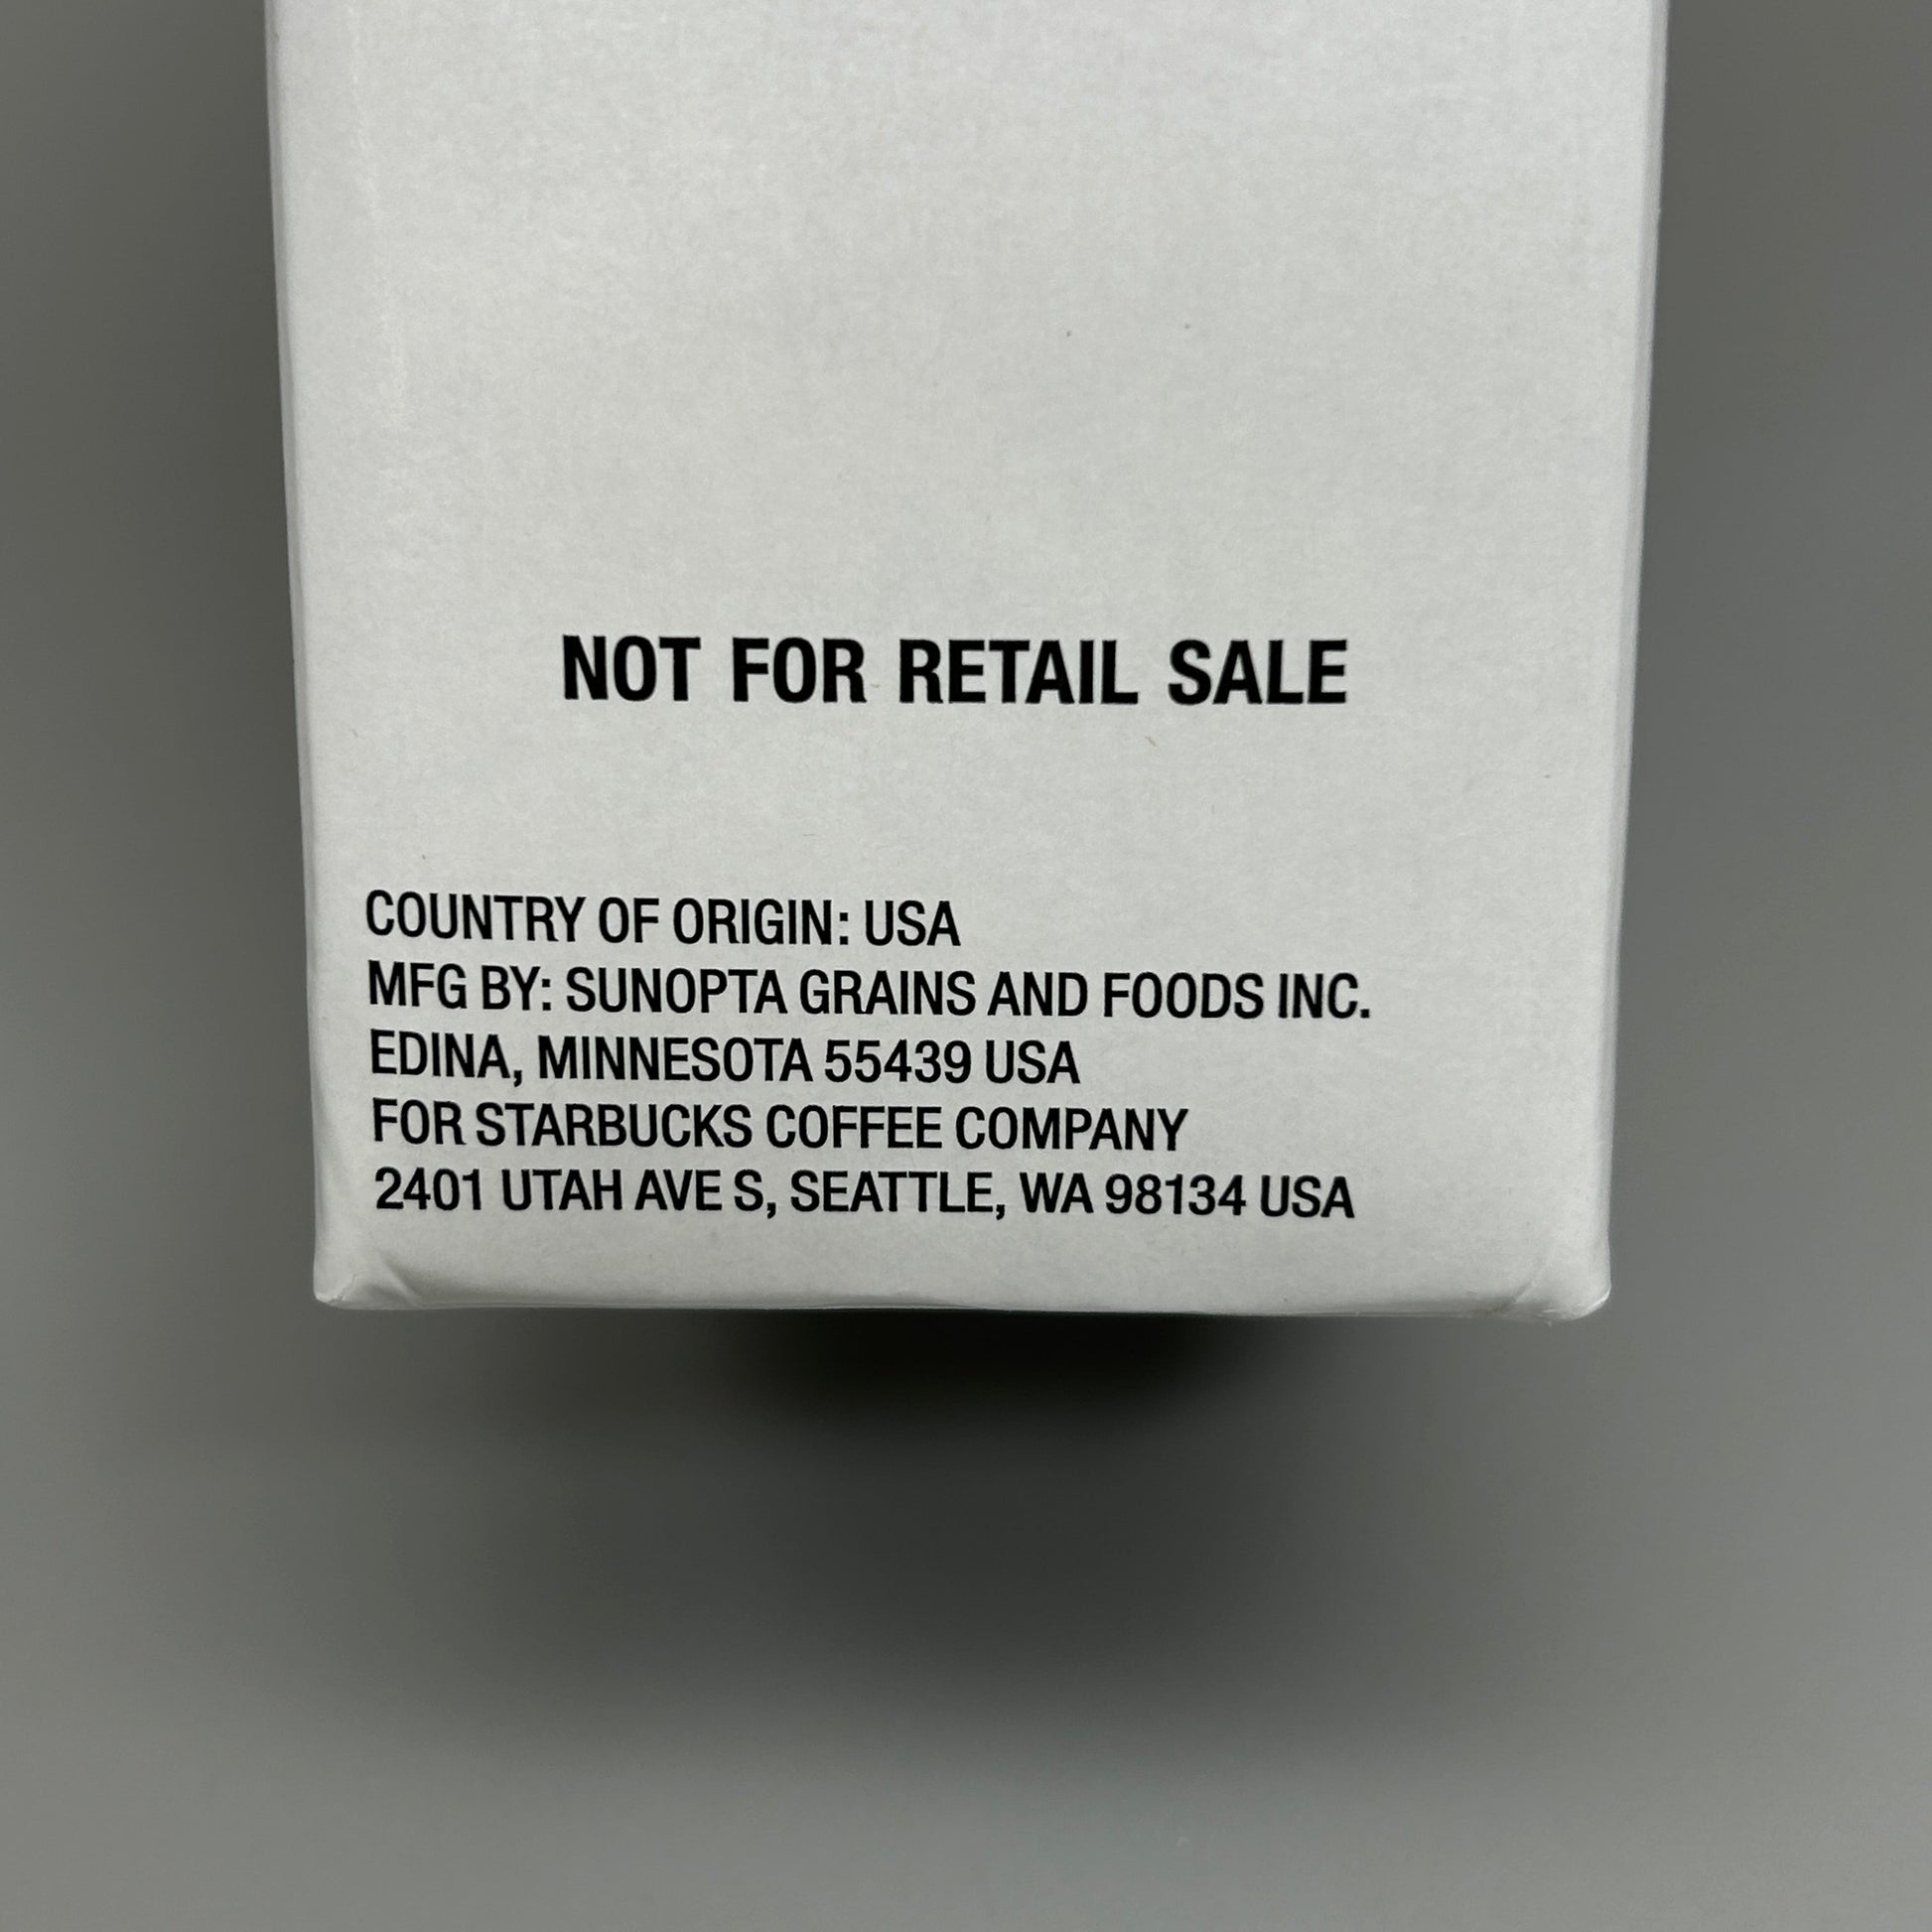 NOT FOR RETAIL SALE
COUNTRY OF ORIGIN: USA
MFG BY: SUNOPTA GRAINS AND FOODS INC.
EDINA, MINNESOTA 55439 USA
FOR STARBUCKS COFFEE COMPANY
2401 UTAH AVE S, SEATTLE, WA 98134 USA